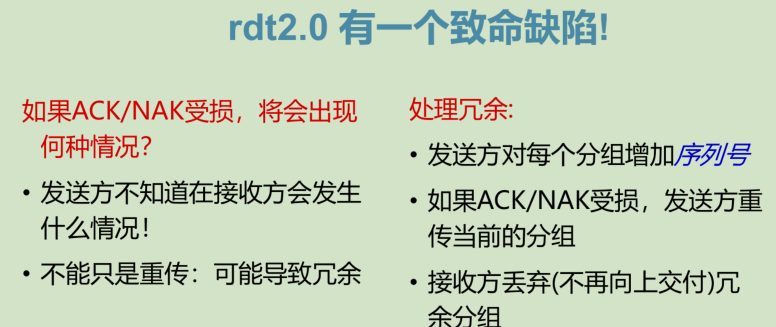 rdt2.0 有一个致命缺陷!
如果ACK/NAK受损，将会出现
何种情况？
• 发送方不知道在接收方会发生
什么情况！
• 不能只是重传：可能导致冗余
处理冗余:
• 发送方对每个分组增加序列号
• 如果ACK/NAK受损，发送方重
传当前的分组
• 接收方丢弃(不再向上交付)冗
余分组